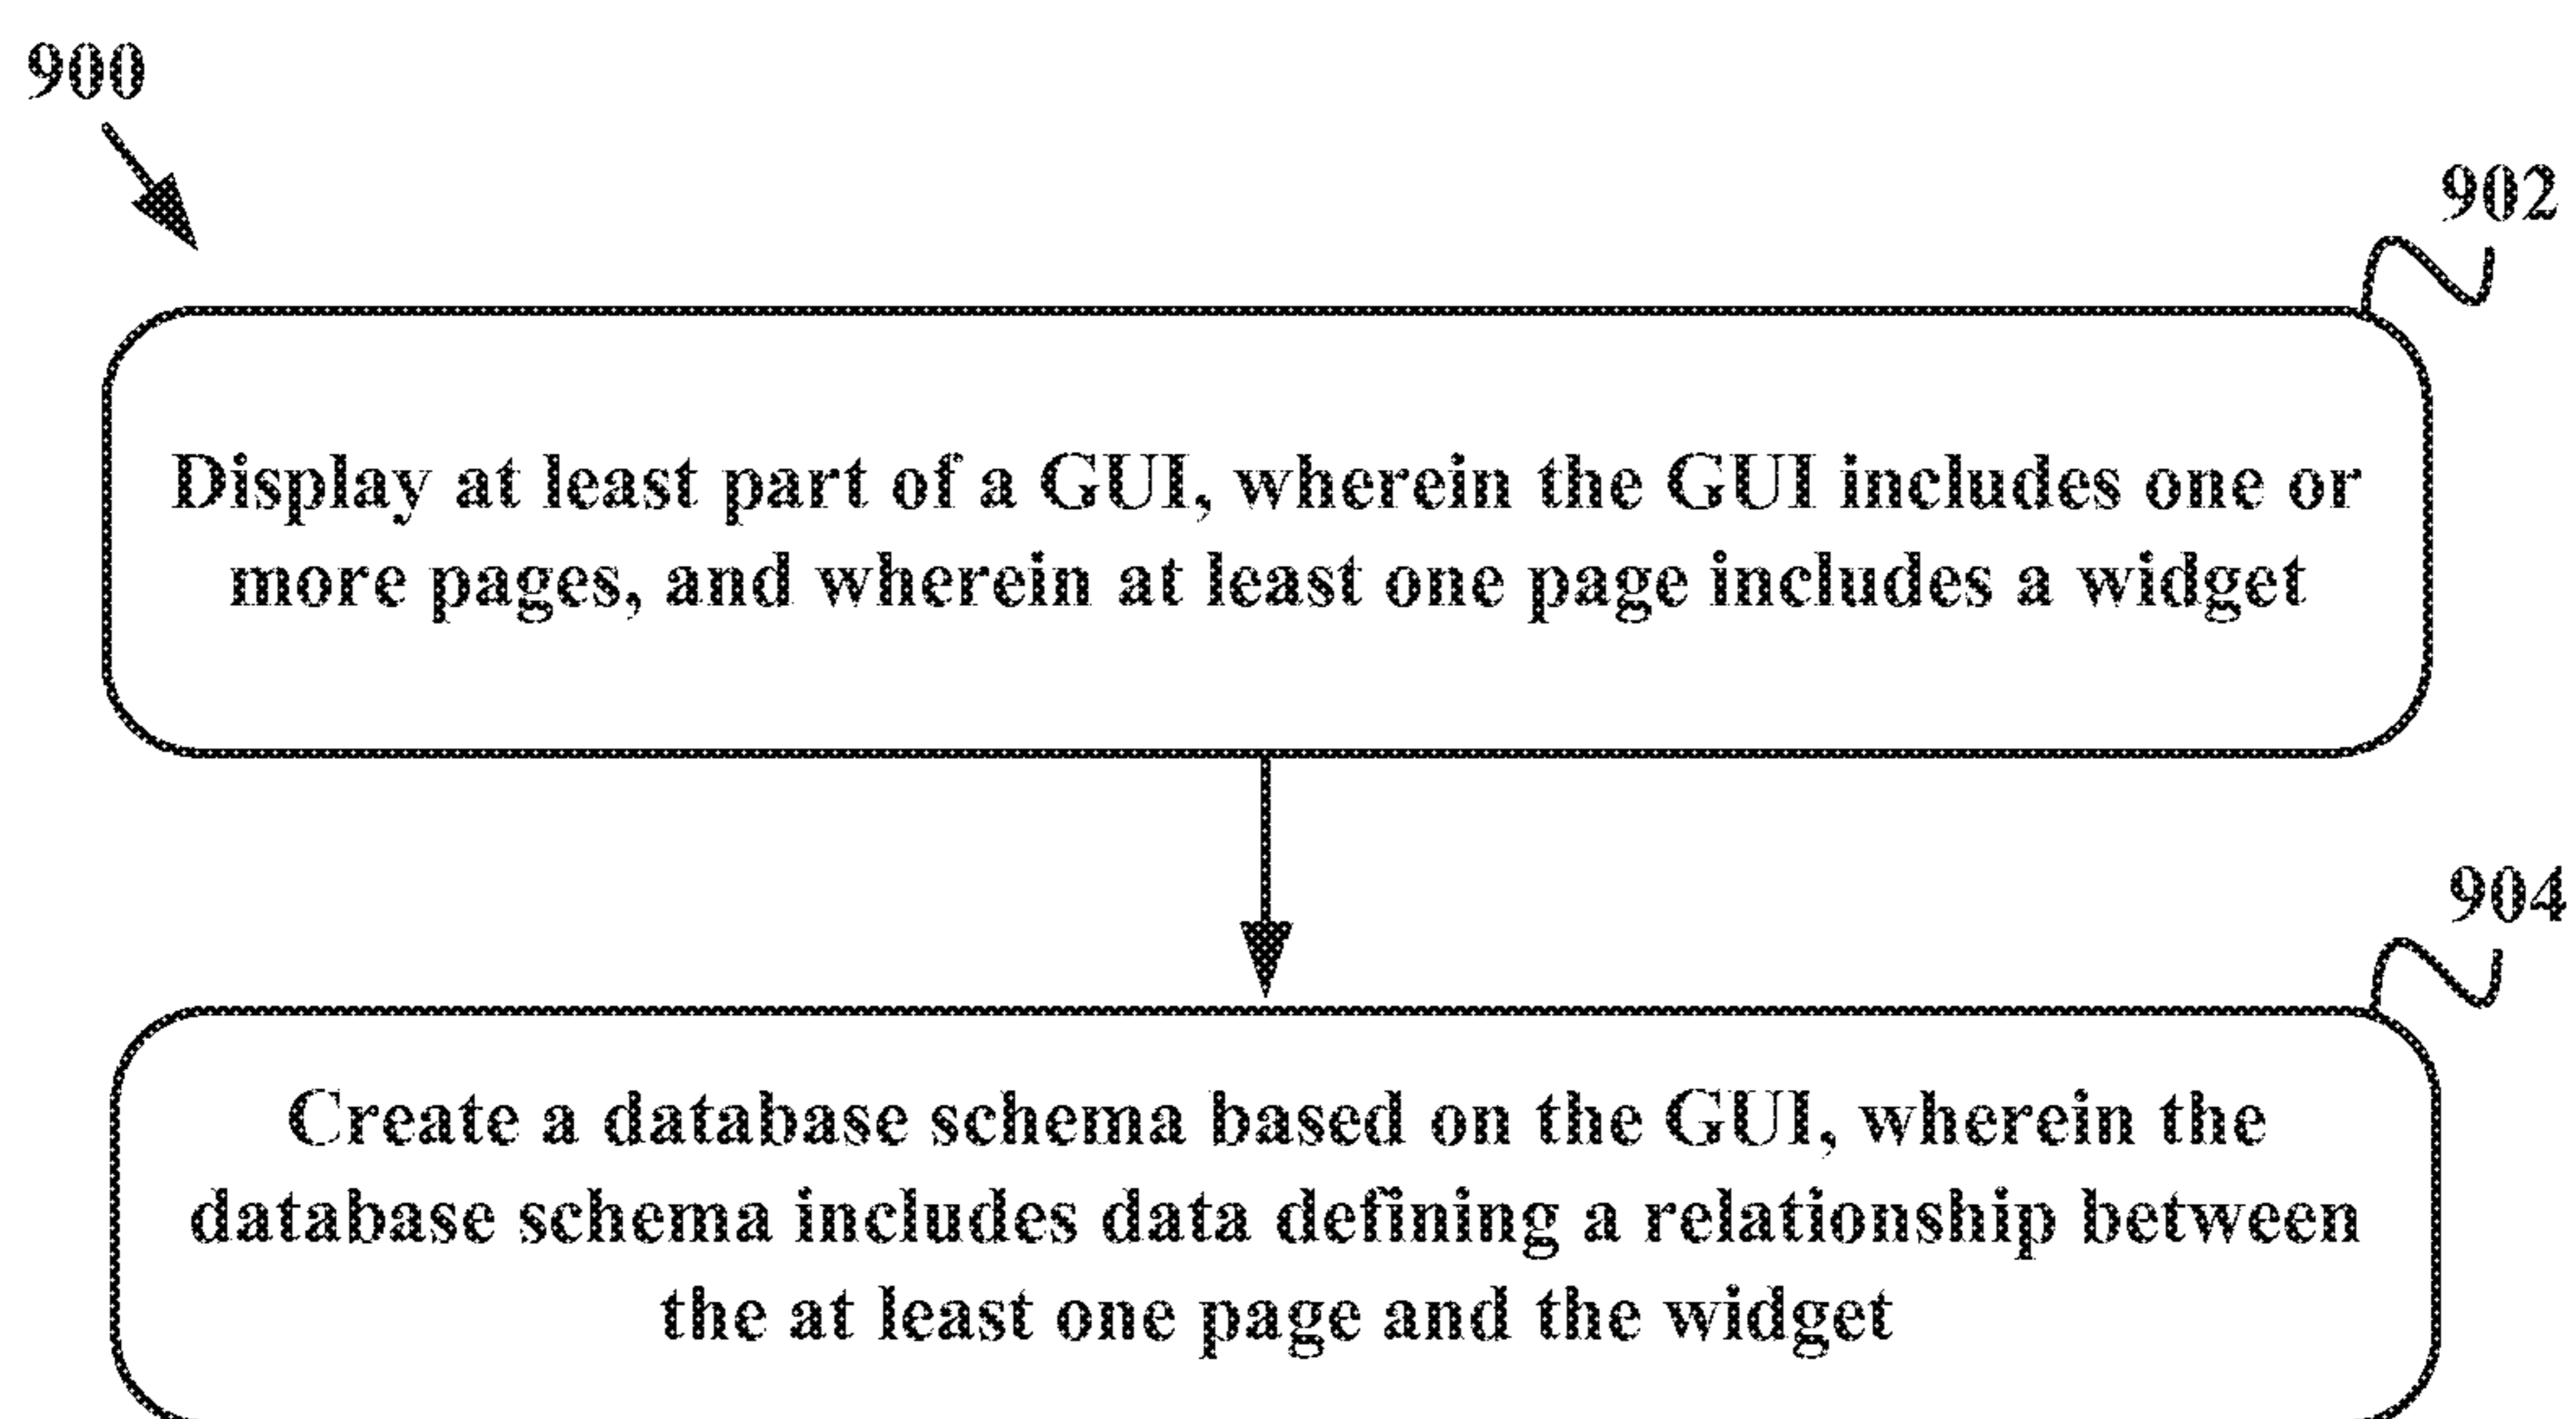 900
902
Display at least part of a GUI, wherein the GUI includes one or
more pages, and wherein at least one page includes a widget
904
Create a database schema based on the GUI, wherein the
database schema includes data defining a relationship between
the at least one page and the widget